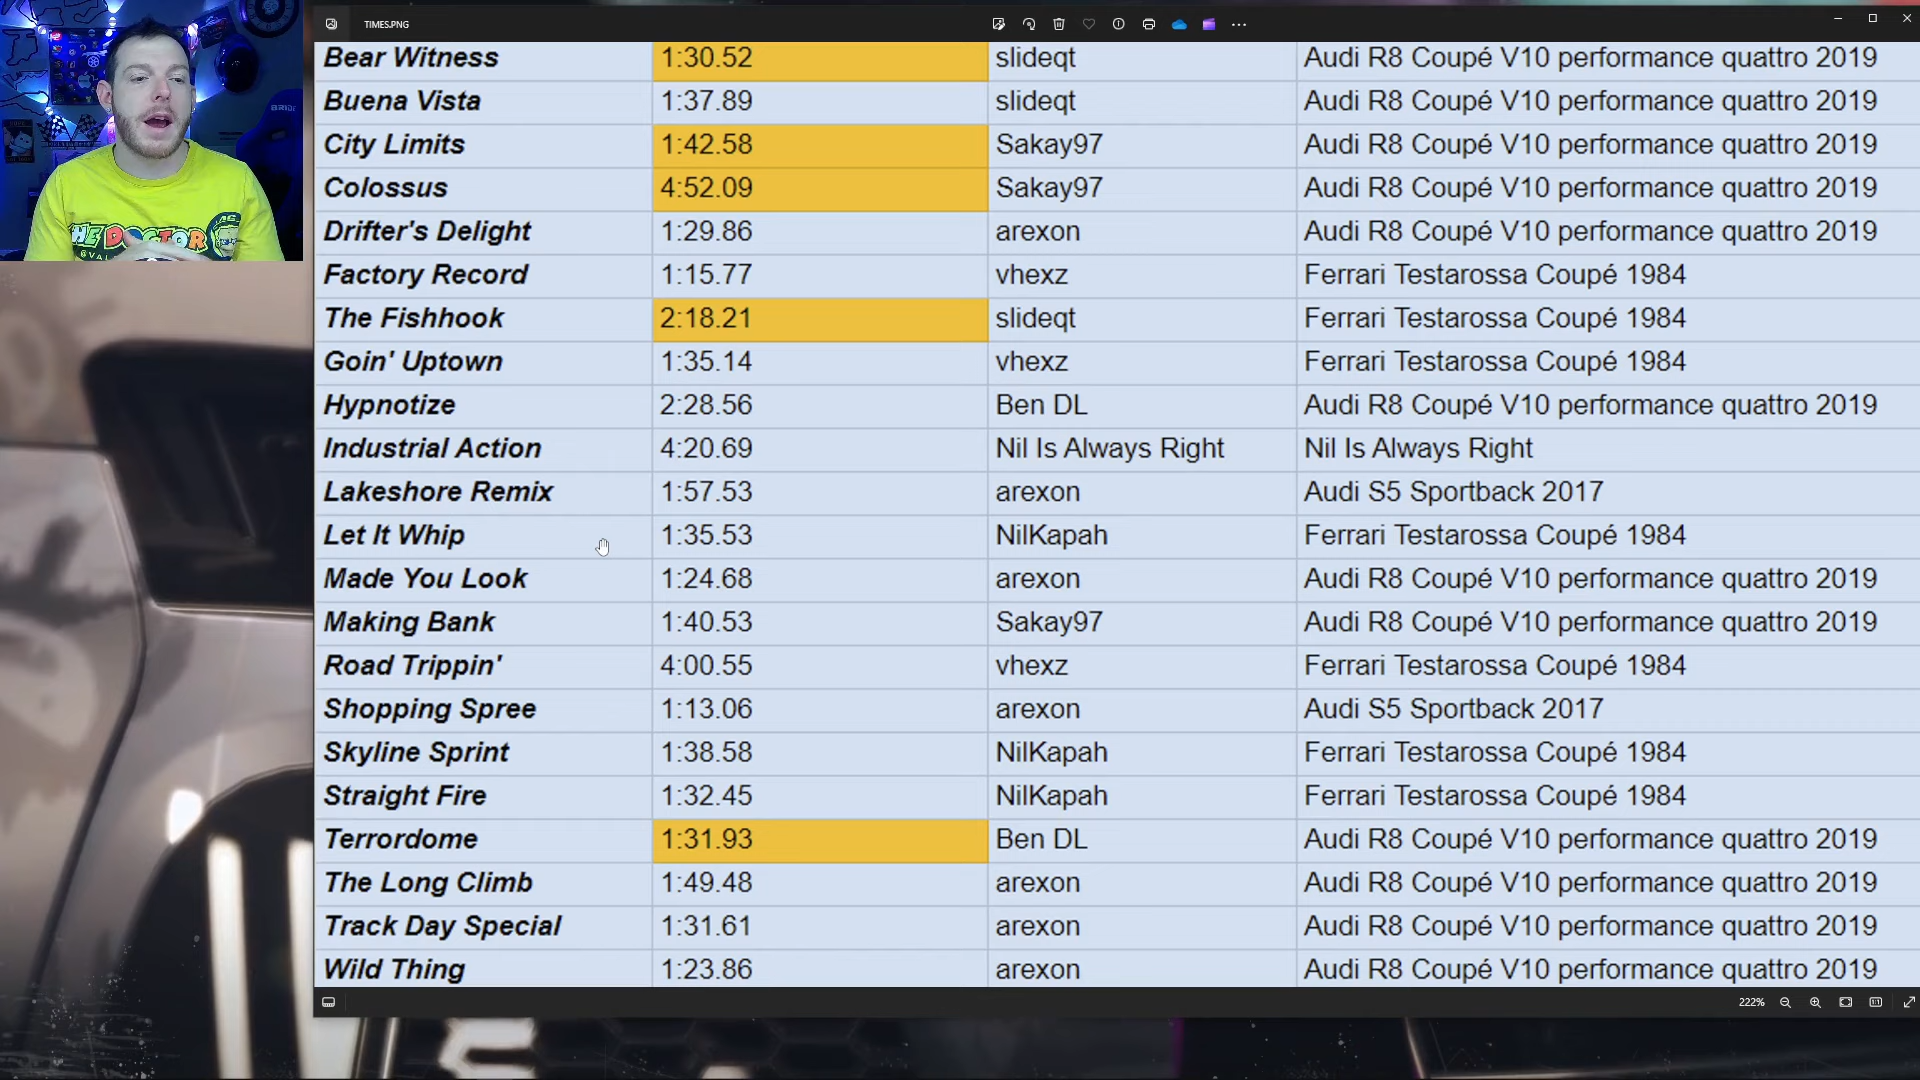 TIMES.PNG
BRIDE
THE DOCTOR
Bear Witness 1:30.52 slideqt Audi R8 Coupé V10 performance quattro 2019
Buena Vista 1:37.89 slideqt Audi R8 Coupé V10 performance quattro 2019
City Limits 1:42.58 Sakay97 Audi R8 Coupé V10 performance quattro 2019
Colossus 4:52.09 Sakay97 Audi R8 Coupé V10 performance quattro 2019
Drifter's Delight 1:29.86 arexon Audi R8 Coupé V10 performance quattro 2019
Factory Record 1:15.77 vhexz Ferrari Testarossa Coupé 1984
The Fishhook 2:18.21 slideqt Ferrari Testarossa Coupé 1984
Goin' Uptown 1:35.14 vhexz Ferrari Testarossa Coupé 1984
Hypnotize 2:28.56 Ben DL Audi R8 Coupé V10 performance quattro 2019
Industrial Action 4:20.69 Nil Is Always Right Nil Is Always Right
Lakeshore Remix 1:57.53 arexon Audi S5 Sportback 2017
Let It Whip 1:35.53 NilKapah Ferrari Testarossa Coupé 1984
Made You Look 1:24.68 arexon Audi R8 Coupé V10 performance quattro 2019
Making Bank 1:40.53 Sakay97 Audi R8 Coupé V10 performance quattro 2019
Road Trippin' 4:00.55 vhexz Ferrari Testarossa Coupé 1984
Shopping Spree 1:13.06 arexon Audi S5 Sportback 2017
Skyline Sprint 1:38.58 NilKapah Ferrari Testarossa Coupé 1984
Straight Fire 1:32.45 NilKapah Ferrari Testarossa Coupé 1984
Terrordome 1:31.93 Ben DL Audi R8 Coupé V10 performance quattro 2019
The Long Climb 1:49.48 arexon Audi R8 Coupé V10 performance quattro 2019
Track Day Special 1:31.61 arexon Audi R8 Coupé V10 performance quattro 2019
Wild Thing 1:23.86 arexon Audi R8 Coupé V10 performance quattro 2019
222%